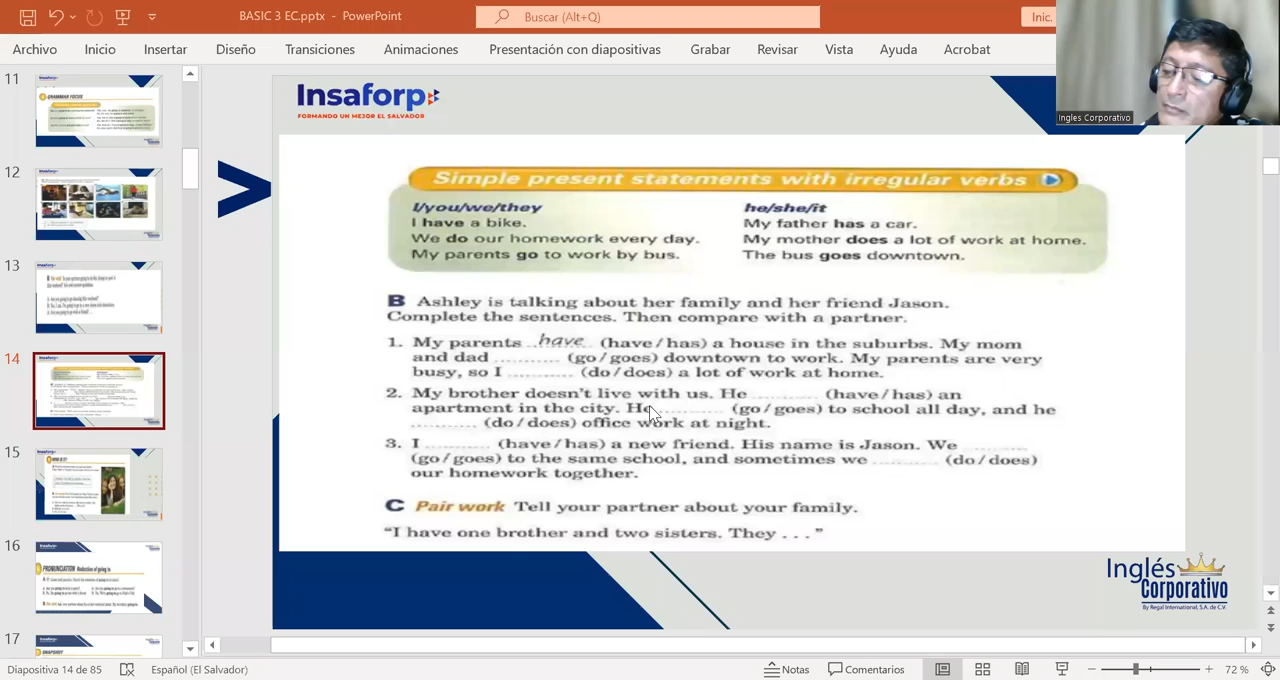 BASIC 3 EC.pptx - PowerPoint
Buscar (Alt+Q)
Inic.
Archivo Inicio Insertar Diseño Transiciones Animaciones Presentación con diapositivas Grabar Revisar Vista Ayuda Acrobat
Ingles Corporativo
11
GRAMMAR FOCUS
12
13
14
15
WHO IS IT?
16
PRONUNCIATION Reduction of going to
17
SNAPSHOT
Insaforp
FORMANDO UN MEJOR EL SALVADOR
Simple present statements with irregular verbs
I/you/we/they he/she/it
I have a bike. My father has a car.
We do our homework every day. My mother does a lot of work at home.
My parents go to work by bus. The bus goes downtown.
B Ashley is talking about her family and her friend Jason.
Complete the sentences. Then compare with a partner.
1. My parents ..have.. (have/has) a house in the suburbs. My mom
and dad .......... (go/goes) downtown to work. My parents are very
busy, so I .......... (do/does) a lot of work at home.
2. My brother doesn't live with us. He .......... (have/has) an
apartment in the city. He .......... (go/goes) to school all day, and he
.......... (do/does) office work at night.
3. I .......... (have/has) a new friend. His name is Jason. We ..........
(go/goes) to the same school, and sometimes we .......... (do/does)
our homework together.
C Pair work Tell your partner about your family.
"I have one brother and two sisters. They . . . "
Inglés
Corporativo
By Regal International, S.A. de C.V.
Diapositiva 14 de 85 Español (El Salvador) Notas Comentarios 72 %